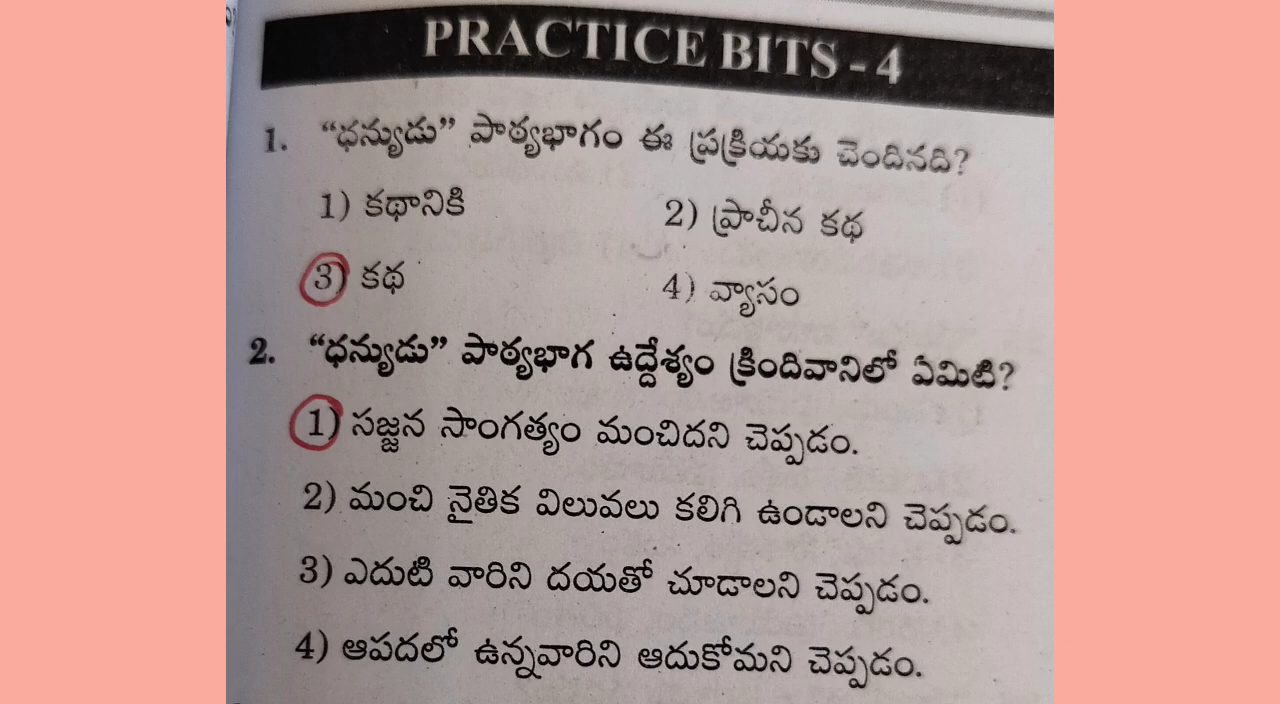 PRACTICE BITS - 4
1. “ధన్యుడు” పాఠ్యభాగం ఈ ప్రక్రియకు చెందినది?
1) కథానికి 2) ప్రాచీన కథ
3) కథ 4) వ్యాసం
2. “ధన్యుడు” పాఠ్యభాగ ఉద్దేశ్యం క్రిందివానిలో ఏమిటి?
1) సజ్జన సాంగత్యం మంచిదని చెప్పడం.
2) మంచి నైతిక విలువలు కలిగి ఉండాలని చెప్పడం.
3) ఎదుటి వారిని దయతో చూడాలని చెప్పడం.
4) ఆపదలో ఉన్నవారిని ఆదుకోమని చెప్పడం.